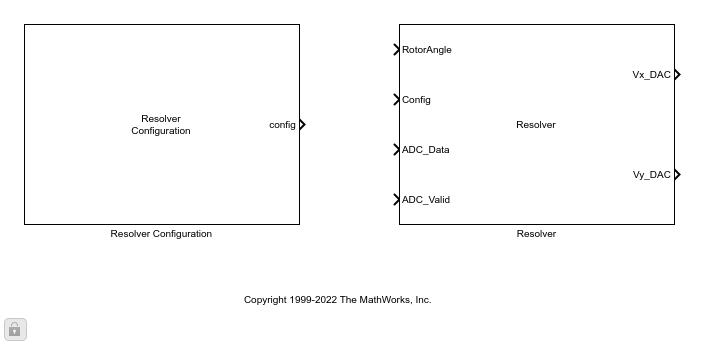 Resolver
Configuration
config
Resolver Configuration
RotorAngle
Config
ADC_Data
ADC_Valid
Resolver
Vx_DAC
Vy_DAC
Resolver
Copyright 1999-2022 The MathWorks, Inc.